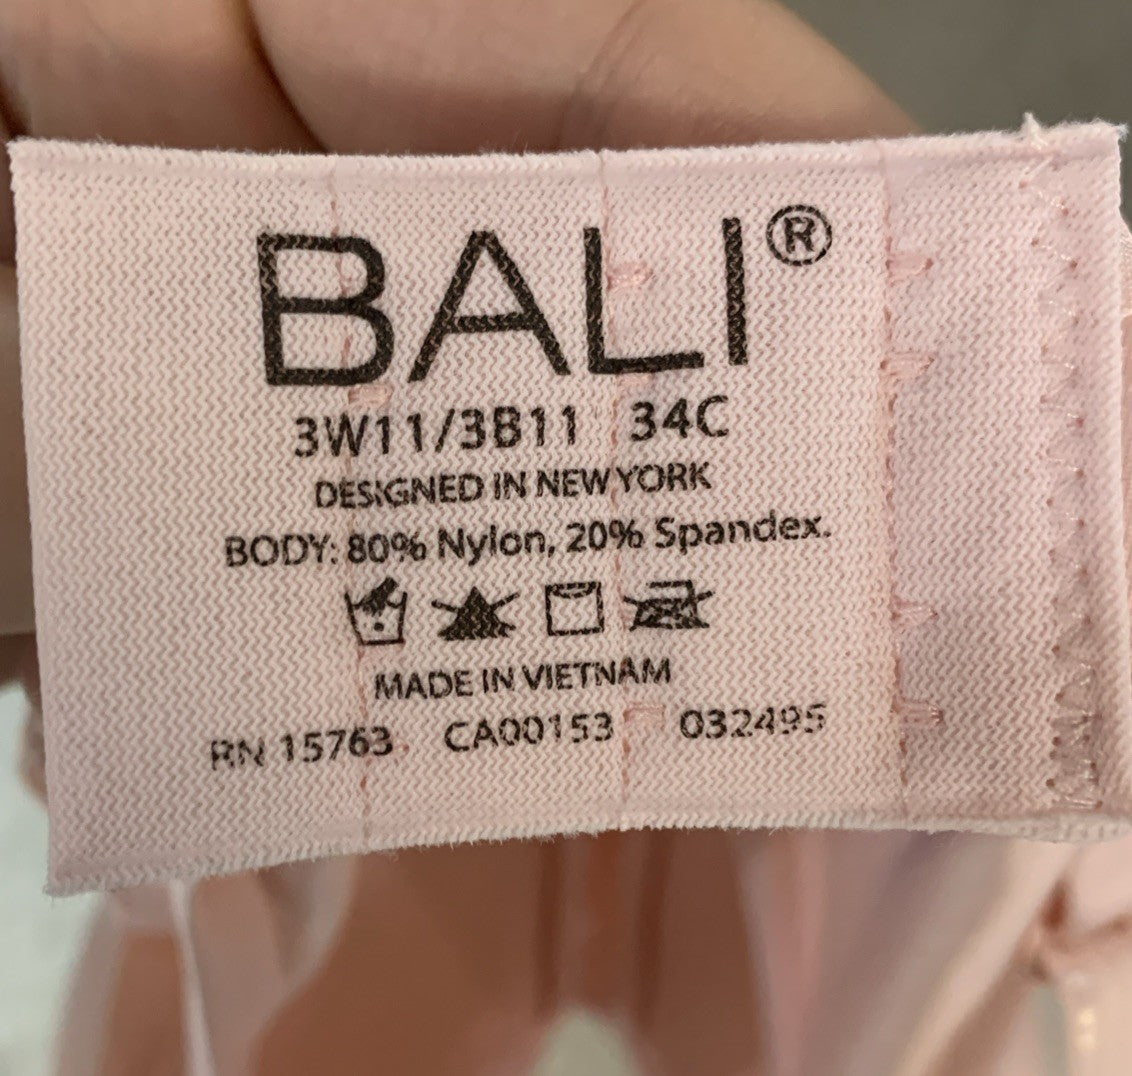 BALI®
3W11/3B11 34C
DESIGNED IN NEW YORK
BODY: 80% Nylon, 20% Spandex.
MADE IN VIETNAM
RN 15763 CA00153 032495